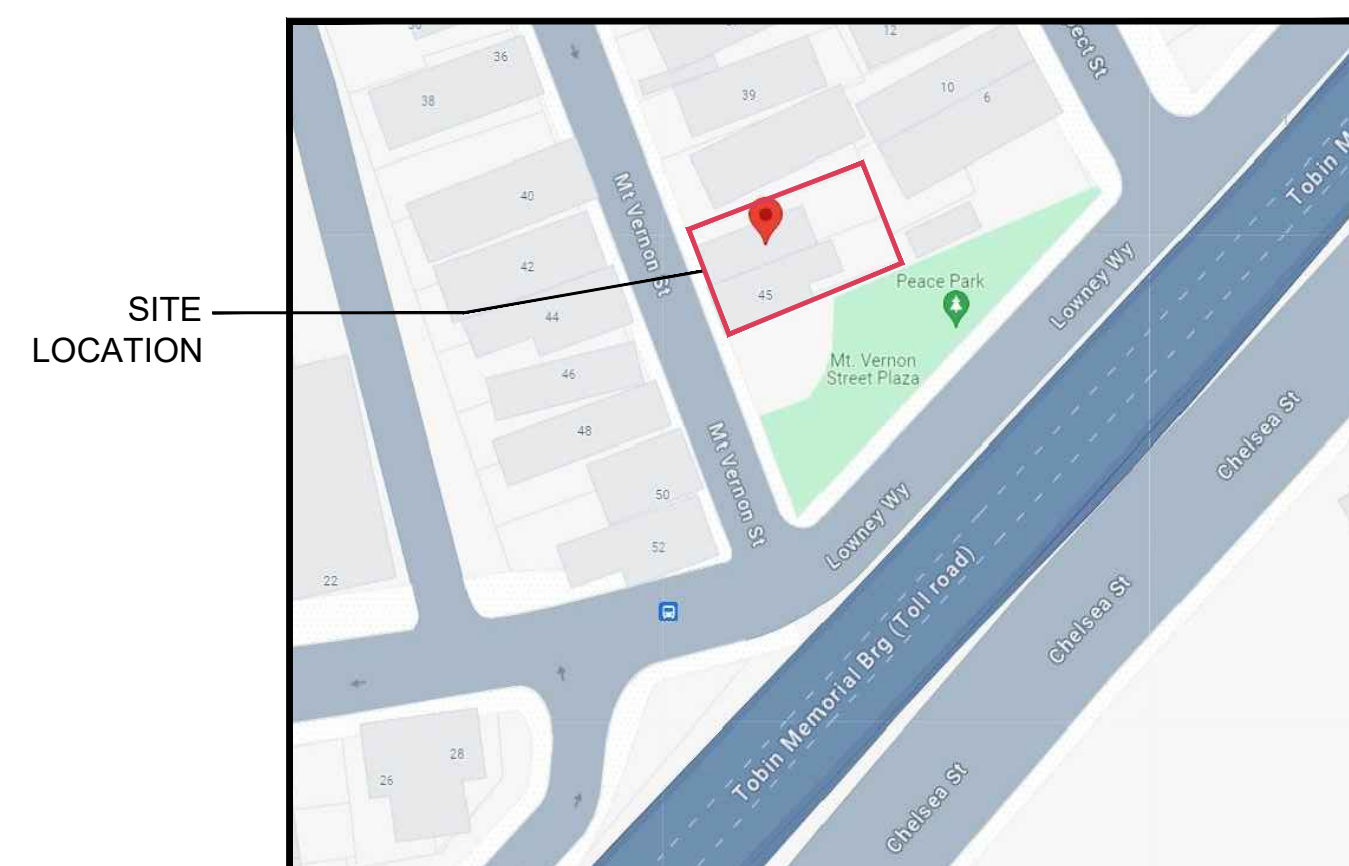 36
12
38
39
10
6
ect St
Tobin M
40
Mt Vernon St
42
Peace Park
Lowney Wy
SITE
LOCATION
45
44
Mt. Vernon
Street Plaza
46
48
Mt Vernon St
Chelsea St
50
52
Lowney Wy
22
Tobin Memorial Brg (Toll road)
Chelsea St
28
26
Chelsea St